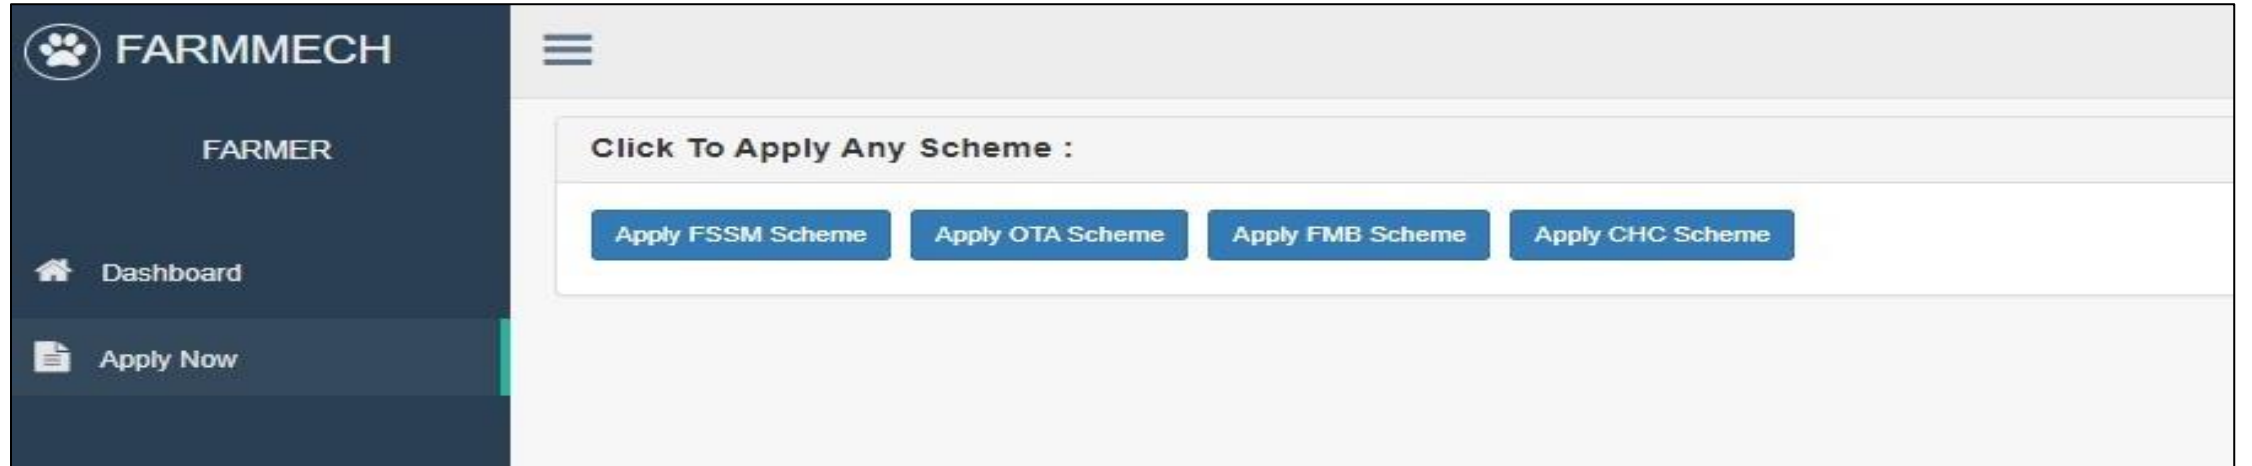 FARMMECH
FARMER
Dashboard
Apply Now
Click To Apply Any Scheme :
Apply FSSM Scheme Apply OTA Scheme Apply FMB Scheme Apply CHC Scheme